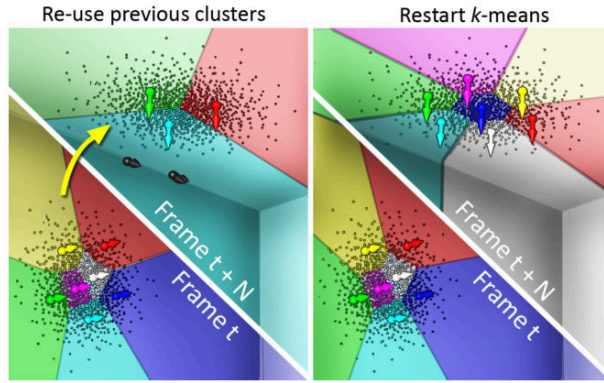 Re-use previous clusters
Restart k-means
Frame t + N
Frame t
Frame t + N
Frame t